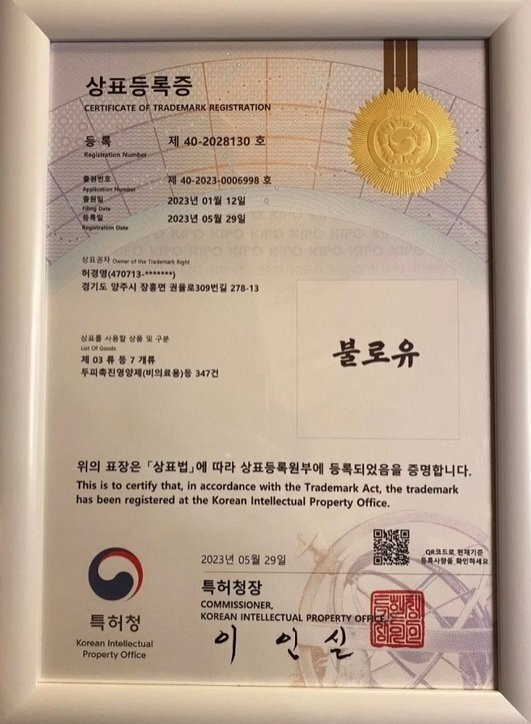 상표등록증
CERTIFICATE OF TRADEMARK REGISTRATION
등 록 제 40-2028130 호
Registration Number
출원번호 제 40-2023-0006998 호
Application Number
출원일 2023년 01월 12일
Filing Date
등록일 2023년 05월 29일
Registration Date
KIPO KIPO KIPO KIPO
상표권자 Owner of the Trademark Right
허경영(470713-*******)
경기도 양주시 장흥면 권율로309번길 278-13
상표를 사용할 상품 및 구분
List Of Goods
제 03 류 등 7 개류
두피촉진영양제(비의료용)등 347건
불로유
위의 표장은 「상표법」에 따라 상표등록원부에 등록되었음을 증명합니다.
This is to certify that, in accordance with the Trademark Act, the trademark
has been registered at the Korean Intellectual Property Office.
2023년 05월 29일
QR코드로 현재기준
등록사항을 확인하세요
특허청
Korean Intellectual
Property Office
특허청장
COMMISSIONER,
KOREAN INTELLECTUAL PROPERTY OFFICE
이 인 실